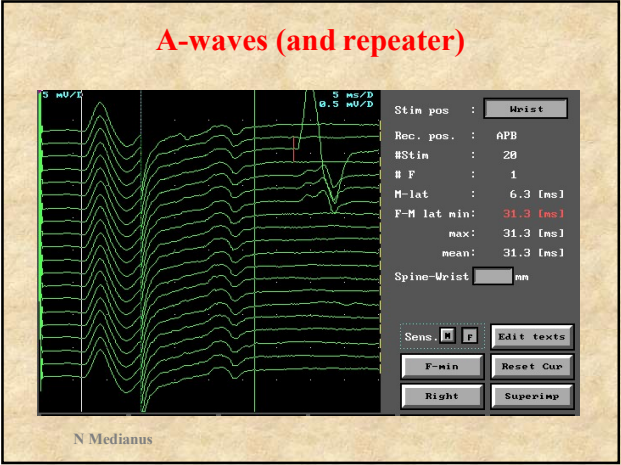 A-waves (and repeater)
5 mV/D
5 ms/D
0.5 mV/D
Stim pos : Wrist
Rec. pos. : APB
#Stim : 20
# F : 1
M-lat : 6.3 [ms]
F-M lat min: 31.3 [ms]
max: 31.3 [ms]
mean: 31.3 [ms]
Spine-Wrist mm
Sens. M F
Edit texts
F-min
Reset Cur
Right
Superimp
N Medianus